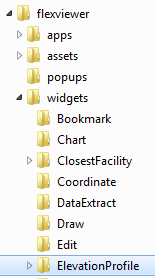 flexviewer
apps
assets
popups
widgets
Bookmark
Chart
ClosestFacility
Coordinate
DataExtract
Draw
Edit
ElevationProfile